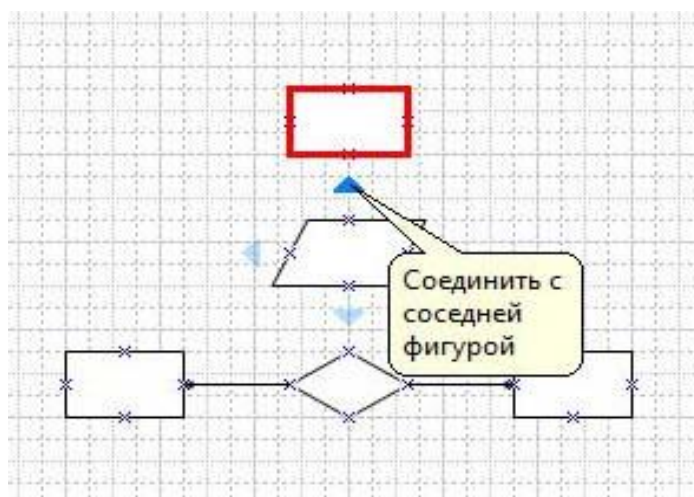 Соединить с
соседней
фигурой